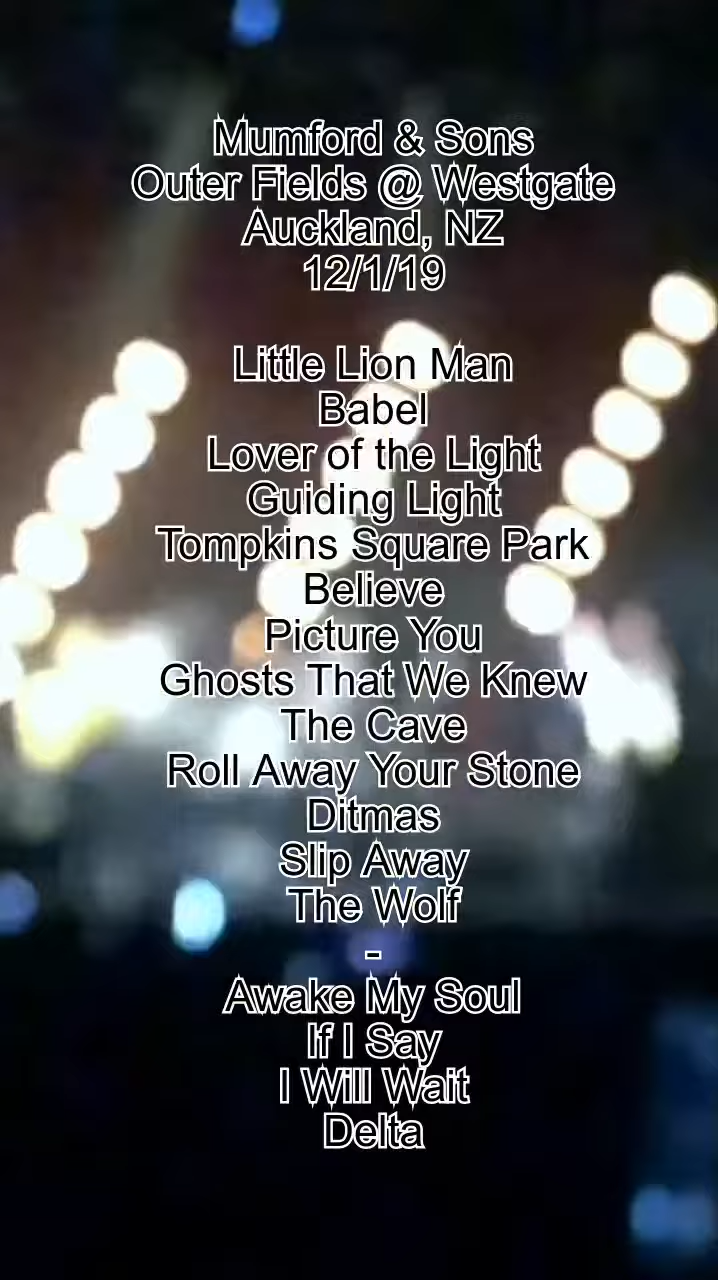 Mumford & Sons
Outer Fields @ Westgate
Auckland, NZ
12/1/19
Little Lion Man
Babel
Lover of the Light
Guiding Light
Tompkins Square Park
Believe
Picture You
Ghosts That We Knew
The Cave
Roll Away Your Stone
Ditmas
Slip Away
The Wolf
-
Awake My Soul
If I Say
I Will Wait
Delta